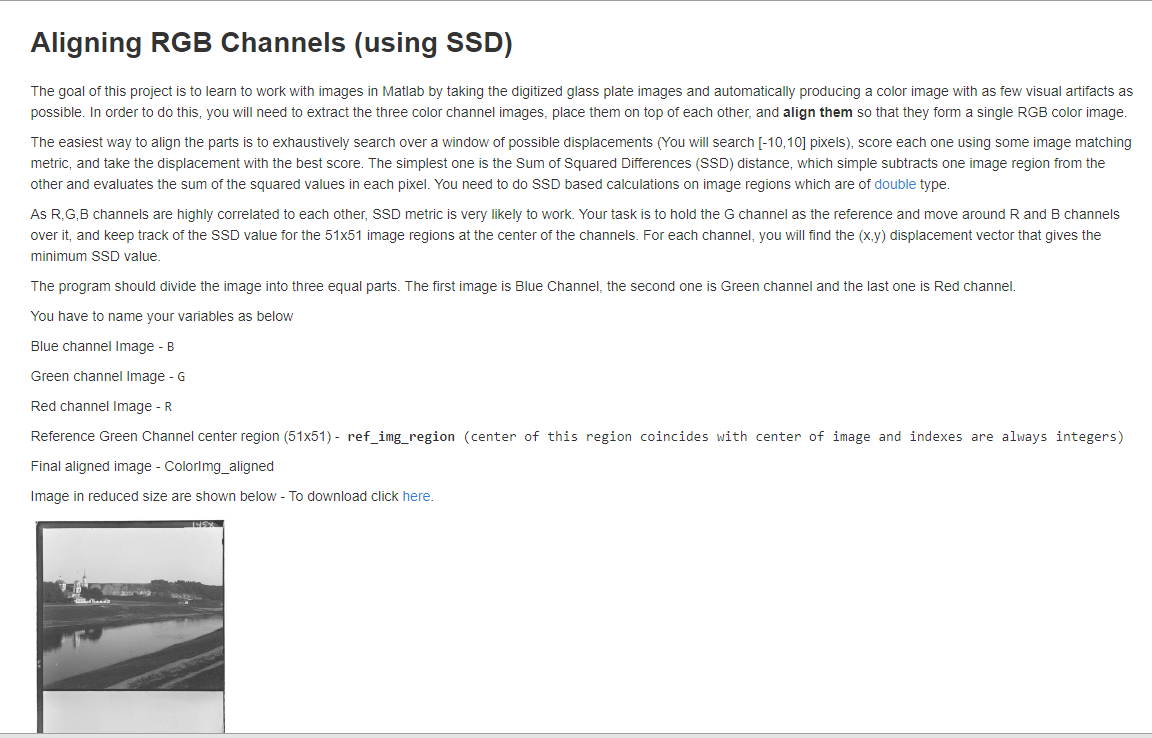 Aligning RGB Channels (using SSD)
The goal of this project is to learn to work with images in Matlab by taking the digitized glass plate images and automatically producing a color image with as few visual artifacts as
possible. In order to do this, you will need to extract the three color channel images, place them on top of each other, and align them so that they form a single RGB color image.
The easiest way to align the parts is to exhaustively search over a window of possible displacements (You will search [-10,10] pixels), score each one using some image matching
metric, and take the displacement with the best score. The simplest one is the Sum of Squared Differences (SSD) distance, which simple subtracts one image region from the
other and evaluates the sum of the squared values in each pixel. You need to do SSD based calculations on image regions which are of double type.
As R,G,B channels are highly correlated to each other, SSD metric is very likely to work. Your task is to hold the G channel as the reference and move around R and B channels
over it, and keep track of the SSD value for the 51x51 image regions at the center of the channels. For each channel, you will find the (x,y) displacement vector that gives the
minimum SSD value.
The program should divide the image into three equal parts. The first image is Blue Channel, the second one is Green channel and the last one is Red channel.
You have to name your variables as below
Blue channel Image - B
Green channel Image - G
Red channel Image - R
Reference Green Channel center region (51x51) - ref_img_region (center of this region coincides with center of image and indexes are always integers)
Final aligned image - ColorImg_aligned
Image in reduced size are shown below - To download click here.